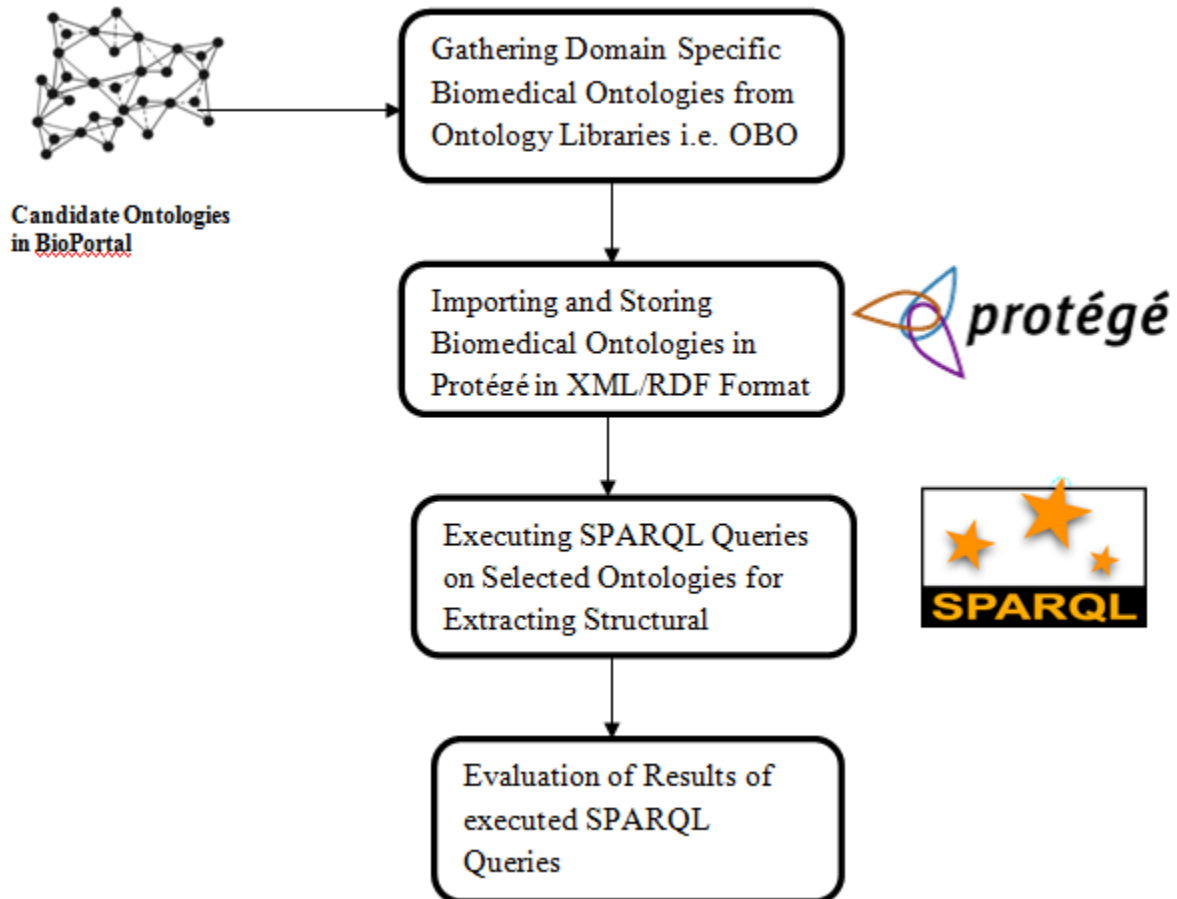 Gathering Domain Specific
Biomedical Ontologies from
Ontology Libraries i.e. OBO
Candidate Ontologies
in BioPortal
Importing and Storing
Biomedical Ontologies in
Protégé in XML/RDF Format
protégé
Executing SPARQL Queries
on Selected Ontologies for
Extracting Structural
SPARQL
Evaluation of Results of
executed SPARQL
Queries